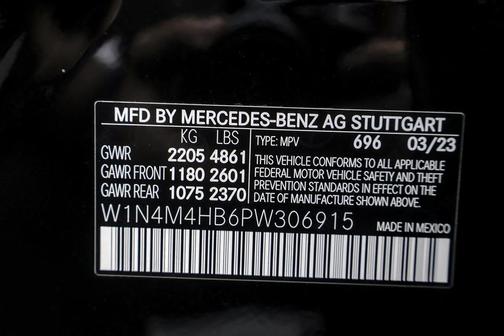 MFD BY MERCEDES-BENZ AG STUTTGART
KG LBS
GVWR 2205 4861
GAWR FRONT 1180 2601
GAWR REAR 1075 2370
TYPE: MPV 696 03/23
THIS VEHICLE CONFORMS TO ALL APPLICABLE
FEDERAL MOTOR VEHICLE SAFETY AND THEFT
PREVENTION STANDARDS IN EFFECT ON THE
DATE OF MANUFACTURE SHOWN ABOVE.
MADE IN MEXICO
W1N4M4HB6PW306915